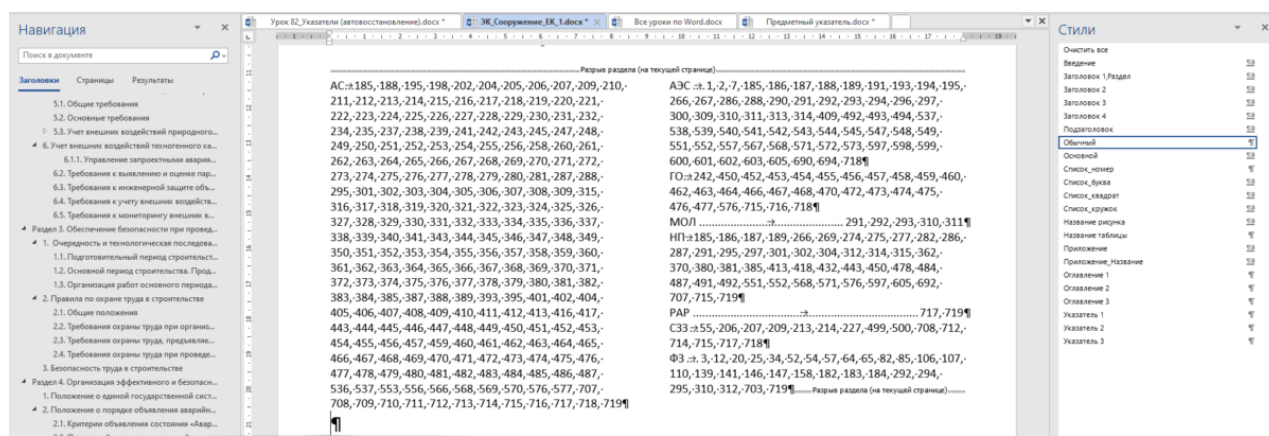 Навигация
Поиск в документе
Заголовки Страницы Результаты
5.1. Общие требования
5.2. Основные требования
5.3. Учет внешних воздействий природного...
6. Учет внешних воздействий техногенного ха...
6.1.1. Управление запроектными авария...
6.2. Требования к выявлению и оценке пар...
6.3. Требования к инженерной защите объ...
6.4. Требования к учету внешних воздейств...
6.5. Требования к мониторингу внешних в...
Раздел 3. Обеспечение безопасности при провед...
1. Очередность и технологическая последова...
1.1. Подготовительный период строительст...
1.2. Основной период строительства. Прод...
1.3. Организация работ основного периода...
2. Правила по охране труда в строительстве
2.1. Общие положения
2.2. Требования охраны труда при организ...
2.3. Требования охраны труда, предъявляе...
2.4. Требования охраны труда при проведе...
3. Безопасность труда в строительстве
Раздел 4. Организация эффективного и безопасн...
1. Положение о единой государственной сист...
2. Положение о порядке объявления аварийн...
2.1. Критерии объявления состояния «Авар...
Урок 82_Указатели (автовосстановление).docx *
ЭК_Сооружение_ЕК_1.docx *
Все уроки по Word.docx
Предметный указатель.docx *
Разрыв раздела (на текущей странице)
АС:→185,·188,·195,·198,·202,·204,·205,·206,·207,·209,·210,·
211,·212,·213,·214,·215,·216,·217,·218,·219,·220,·221,·
222,·223,·224,·225,·226,·227,·228,·229,·230,·231,·232,·
234,·235,·237,·238,·239,·241,·242,·243,·245,·247,·248,·
249,·250,·251,·252,·253,·254,·255,·256,·258,·260,·261,·
262,·263,·264,·265,·266,·267,·268,·269,·270,·271,·272,·
273,·274,·275,·276,·277,·278,·279,·280,·281,·287,·288,·
295,·301,·302,·303,·304,·305,·306,·307,·308,·309,·315,·
316,·317,·318,·319,·320,·321,·322,·323,·324,·325,·326,·
327,·328,·329,·330,·331,·332,·333,·334,·335,·336,·337,·
338,·339,·340,·341,·343,·344,·345,·346,·347,·348,·349,·
350,·351,·352,·353,·354,·355,·356,·357,·358,·359,·360,·
361,·362,·363,·364,·365,·366,·367,·368,·369,·370,·371,·
372,·373,·374,·375,·376,·377,·378,·379,·380,·381,·382,·
383,·384,·385,·387,·388,·389,·393,·395,·401,·402,·404,·
405,·406,·407,·408,·409,·410,·411,·412,·413,·416,·417,·
443,·444,·445,·446,·447,·448,·449,·450,·451,·452,·453,·
454,·455,·456,·457,·459,·460,·461,·462,·463,·464,·465,·
466,·467,·468,·469,·470,·471,·472,·473,·474,·475,·476,·
477,·478,·479,·480,·481,·482,·483,·484,·485,·486,·487,·
536,·537,·553,·556,·566,·568,·569,·570,·576,·577,·707,·
708,·709,·710,·711,·712,·713,·714,·715,·716,·717,·718,·719¶
¶
АЭС .→. 1,·2,·7,·185,·186,·187,·188,·189,·191,·193,·194,·195,·
266,·267,·286,·288,·290,·291,·292,·293,·294,·296,·297,·
300,·309,·310,·311,·313,·314,·409,·492,·493,·494,·537,·
538,·539,·540,·541,·542,·543,·544,·545,·547,·548,·549,·
551,·552,·557,·567,·568,·571,·572,·573,·597,·598,·599,·
600,·601,·602,·603,·605,·690,·694,·718¶
ГО:→242,·450,·452,·453,·454,·455,·456,·457,·458,·459,·460,·
462,·463,·464,·466,·467,·468,·470,·472,·473,·474,·475,·
476,·477,·576,·715,·716,·718¶
МОЛ ..................→.................. 291,·292,·293,·310,·311¶
НП:→185,·186,·187,·189,·266,·269,·274,·275,·277,·282,·286,·
287,·291,·295,·297,·301,·302,·304,·312,·314,·315,·362,·
370,·380,·381,·385,·413,·418,·432,·443,·450,·478,·484,·
487,·491,·492,·551,·552,·568,·571,·576,·597,·605,·692,·
707,·715,·719¶
РАР ............................→............................ 717,·719¶
СЗЗ :→55,·206,·207,·209,·213,·214,·227,·499,·500,·708,·712,·
714,·715,·717,·718¶
ФЗ .→. 3,·12,·20,·25,·34,·52,·54,·57,·64,·65,·82,·85,·106,·107,·
110,·139,·141,·146,·147,·158,·182,·183,·184,·292,·294,·
295,·310,·312,·703,·719¶ Разрыв раздела (на текущей странице)
Стили
Очистить все
Введение
Заголовок 1,Раздел
Заголовок 2
Заголовок 3
Заголовок 4
Подзаголовок
Обычный
Основной
Список_номер
Список_буква
Список_квадрат
Список_кружок
Название рисунка
Название таблицы
Приложение
Приложение_Название
Оглавление 1
Оглавление 2
Оглавление 3
Указатель 1
Указатель 2
Указатель 3